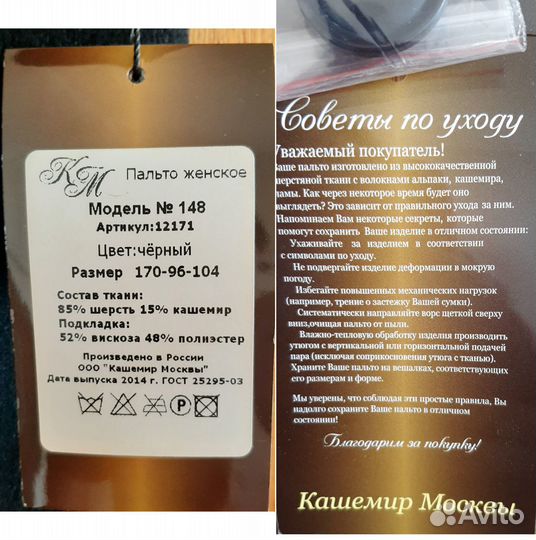 КМ Пальто женское
Модель № 148
Артикул:12171
Цвет:чёрный
Размер 170-96-104
Состав ткани:
85% шерсть 15% кашемир
Подкладка:
52% вискоза 48% полиэстер
Произведено в России
ООО "Кашемир Москвы"
Дата выпуска 2014 г. ГОСТ 25295-03
P
Советы по уходу
Уважаемый покупатель!
Ваше пальто изготовлено из высококачественной
шерстяной ткани с волокнами альпаки, кашемира,
ламы. Как через некоторое время будет оно
выглядеть? Это зависит от правильного ухода за ним.
Напоминаем Вам некоторые секреты, которые
помогут сохранить Ваше изделие в отличном состоянии:
Ухаживайте за изделием в соответствии
с символами по уходу.
Не подвергайте изделие деформации в мокрую
погоду.
Избегайте повышенных механических нагрузок
(например, трение о застежку Вашей сумки).
Систематически направляйте ворс щеткой сверху
вниз,очищая пальто от пыли.
Влажно-тепловую обработку изделия производить
утюгом с вертикальной или горизонтальной подачей
пара (исключая соприкосновения утюга с тканью).
Храните Ваше пальто на вешалках, соответствующих
его размерам и форме.
Мы уверены, что соблюдая эти простые правила, Вы
надолго сохраните Ваше пальто в отличном
состоянии!
Благодарим за покупку!
Кашемир Москвы
Avito